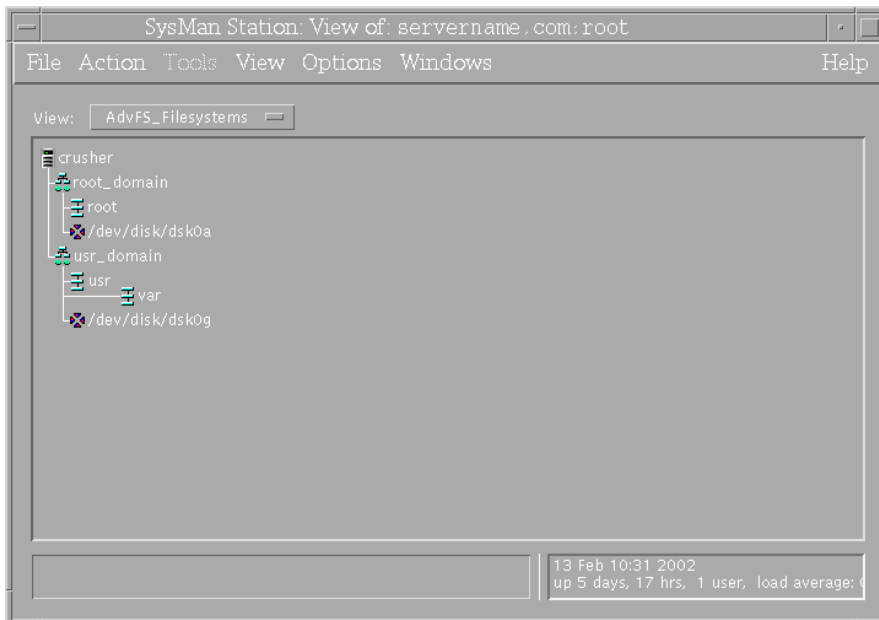 SysMan Station: View of: servername.com:root
File Action Tools View Options Windows Help
View: AdvFS_Filesystems
crusher
root_domain
root
/dev/disk/dsk0a
usr_domain
usr
var
/dev/disk/dsk0g
13 Feb 10:31 2002
up 5 days, 17 hrs, 1 user, load average: